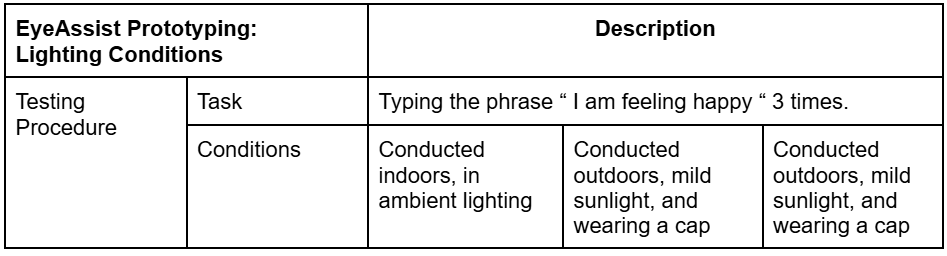 EyeAssist Prototyping:
Lighting Conditions
Description
Testing
Procedure
Task
Typing the phrase “ I am feeling happy “ 3 times.
Conditions
Conducted
indoors, in
ambient lighting
Conducted
outdoors, mild
sunlight, and
wearing a cap
Conducted
outdoors, mild
sunlight, and
wearing a cap